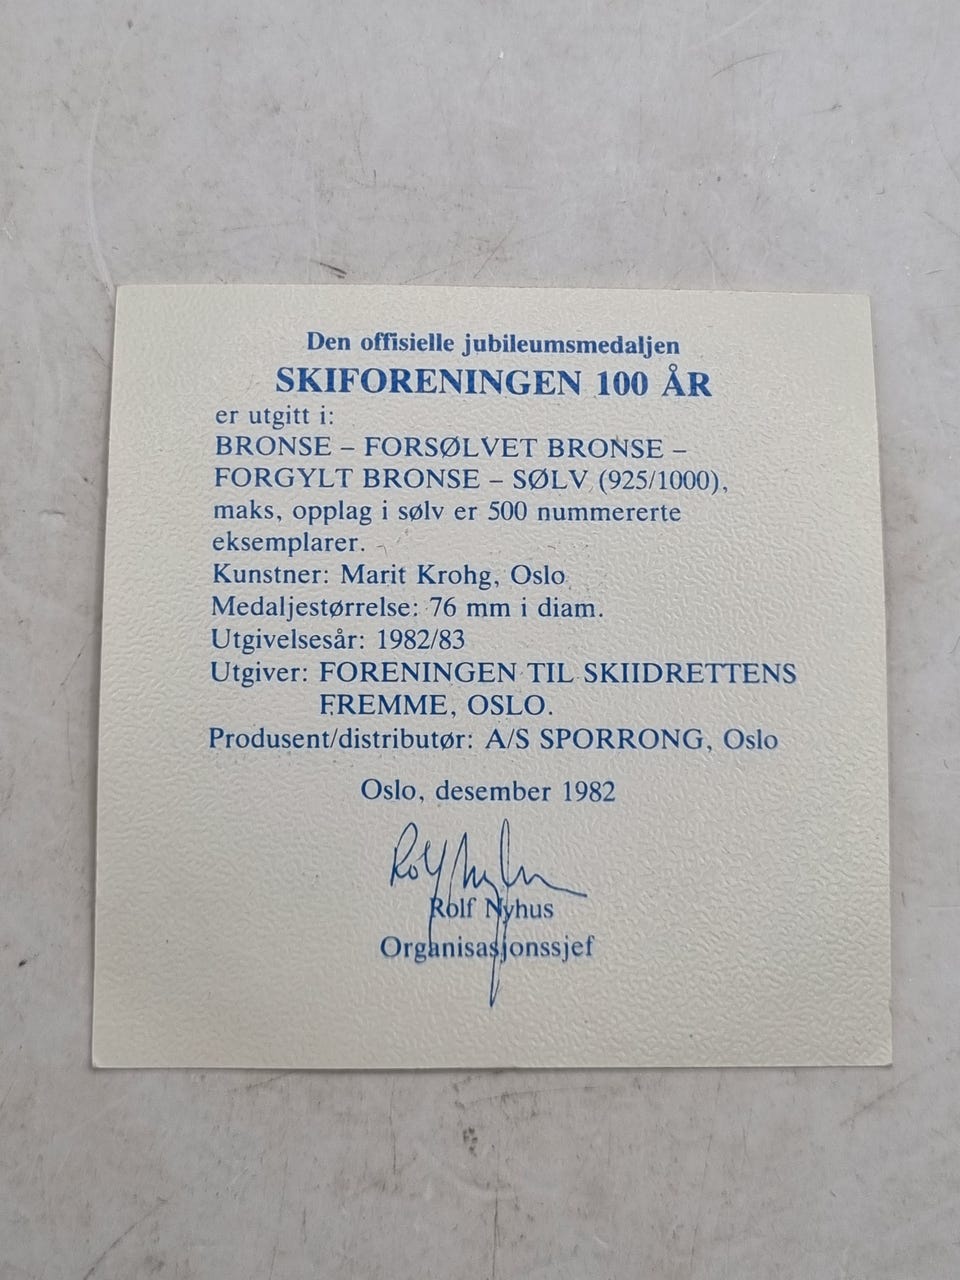 Den offisielle jubileumsmedaljen
SKIFORENINGEN 100 ÅR
er utgitt i:
BRONSE – FORSØLVET BRONSE –
FORGYLT BRONSE – SØLV (925/1000),
maks, opplag i sølv er 500 nummererte
eksemplarer.
Kunstner: Marit Krohg, Oslo
Medaljestørrelse: 76 mm i diam.
Utgivelsesår: 1982/83
Utgiver: FORENINGEN TIL SKIIDRETTENS
FREMME, OSLO.
Produsent/distributør: A/S SPORRONG, Oslo
Oslo, desember 1982
Rolf Nyhus
Rolf Nyhus
Organisasjonssjef